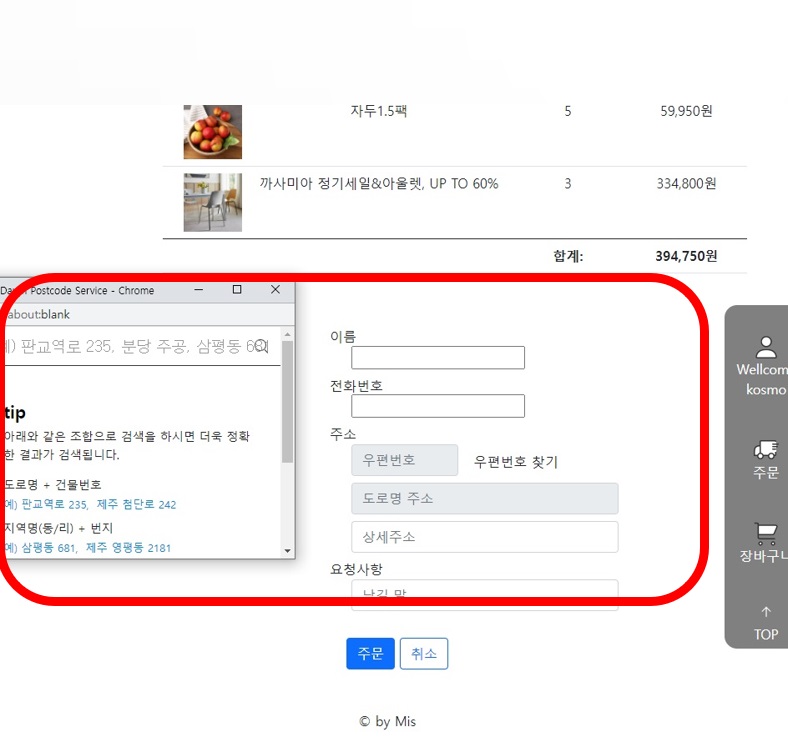 자두1.5팩 5 59,950원
까사미아 정기세일&아울렛, UP TO 60% 3 334,800원
합계: 394,750원
Postcode Service - Chrome
about:blank
판교역로 235, 분당 주공, 삼평동 681
tip
아래와 같은 조합으로 검색을 하시면 더욱 정확
한 결과가 검색됩니다.
도로명 + 건물번호
예) 판교역로 235, 제주 첨단로 242
지역명(동/리) + 번지
예) 삼평동 681, 제주 영평동 2181
이름
전화번호
주소
우편번호 우편번호 찾기
도로명 주소
상세주소
요청사항
남길 말
주문 취소
© by Mis
Wellcom
kosmo
주문
장바구니
TOP